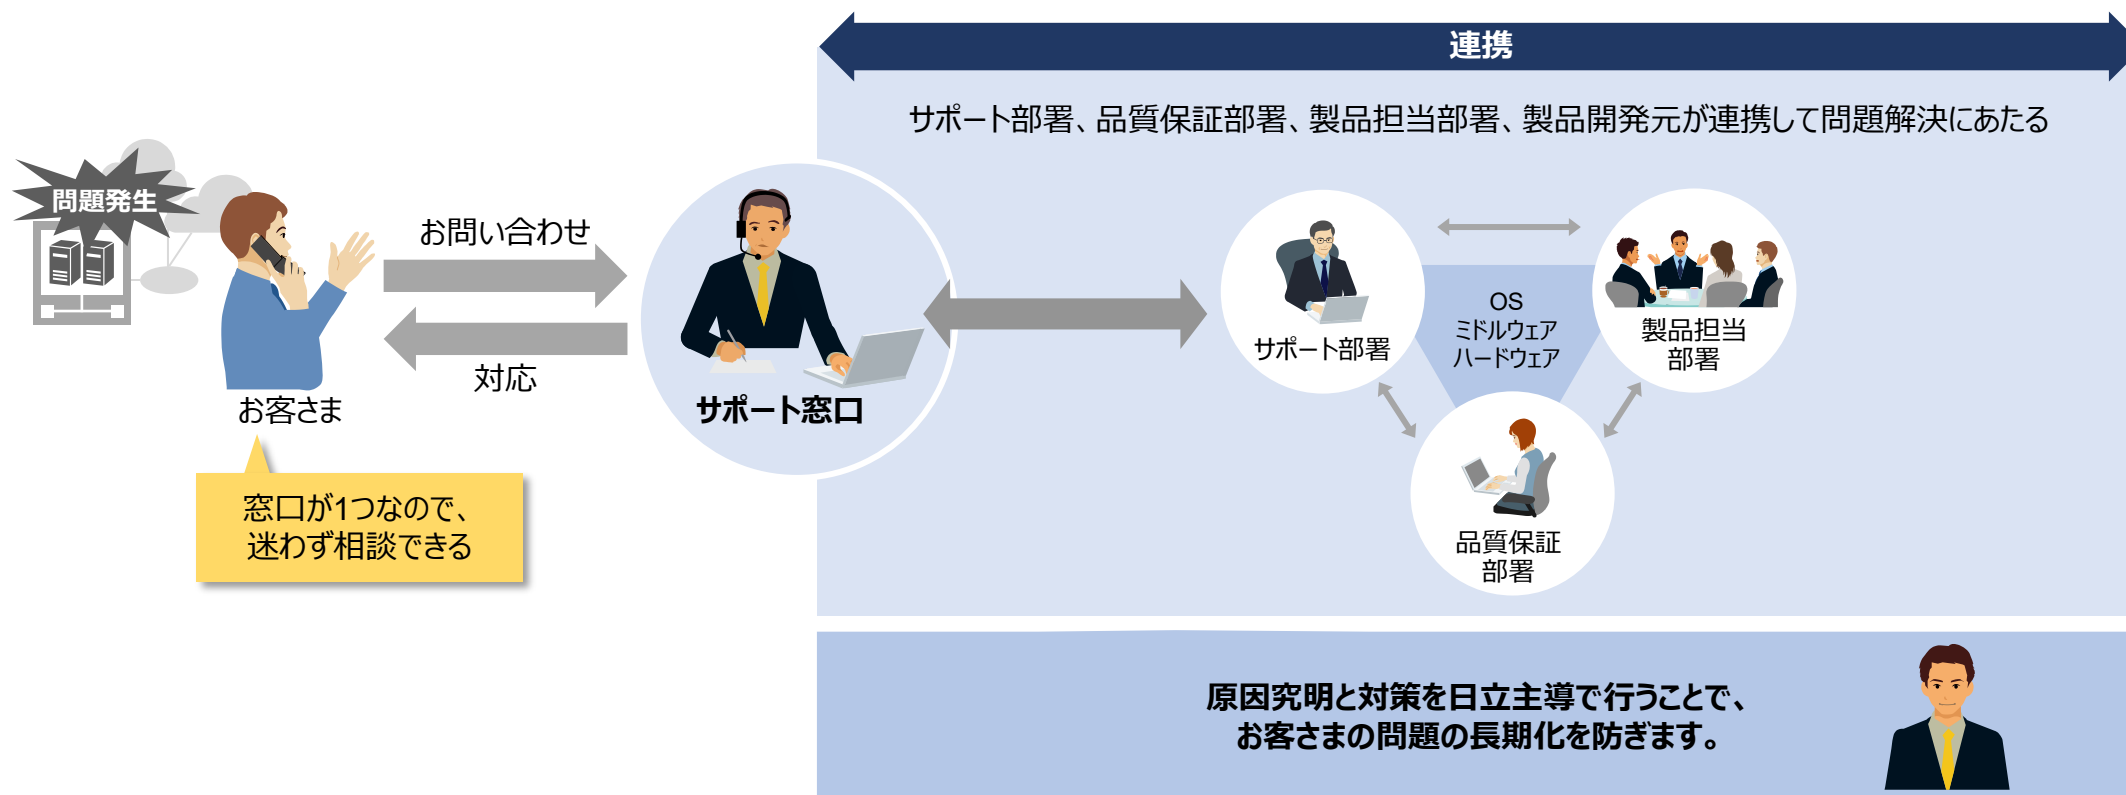 連携
サポート部署、品質保証部署、製品担当部署、製品開発元が連携して問題解決にあたる
問題発生
お問い合わせ
対応
お客さま
窓口が1つなので、
迷わず相談できる
サポート窓口
サポート部署
OS
ミドルウェア
ハードウェア
製品担当
部署
品質保証
部署
原因究明と対策を日立主導で行うことで、
お客さまの問題の長期化を防ぎます。